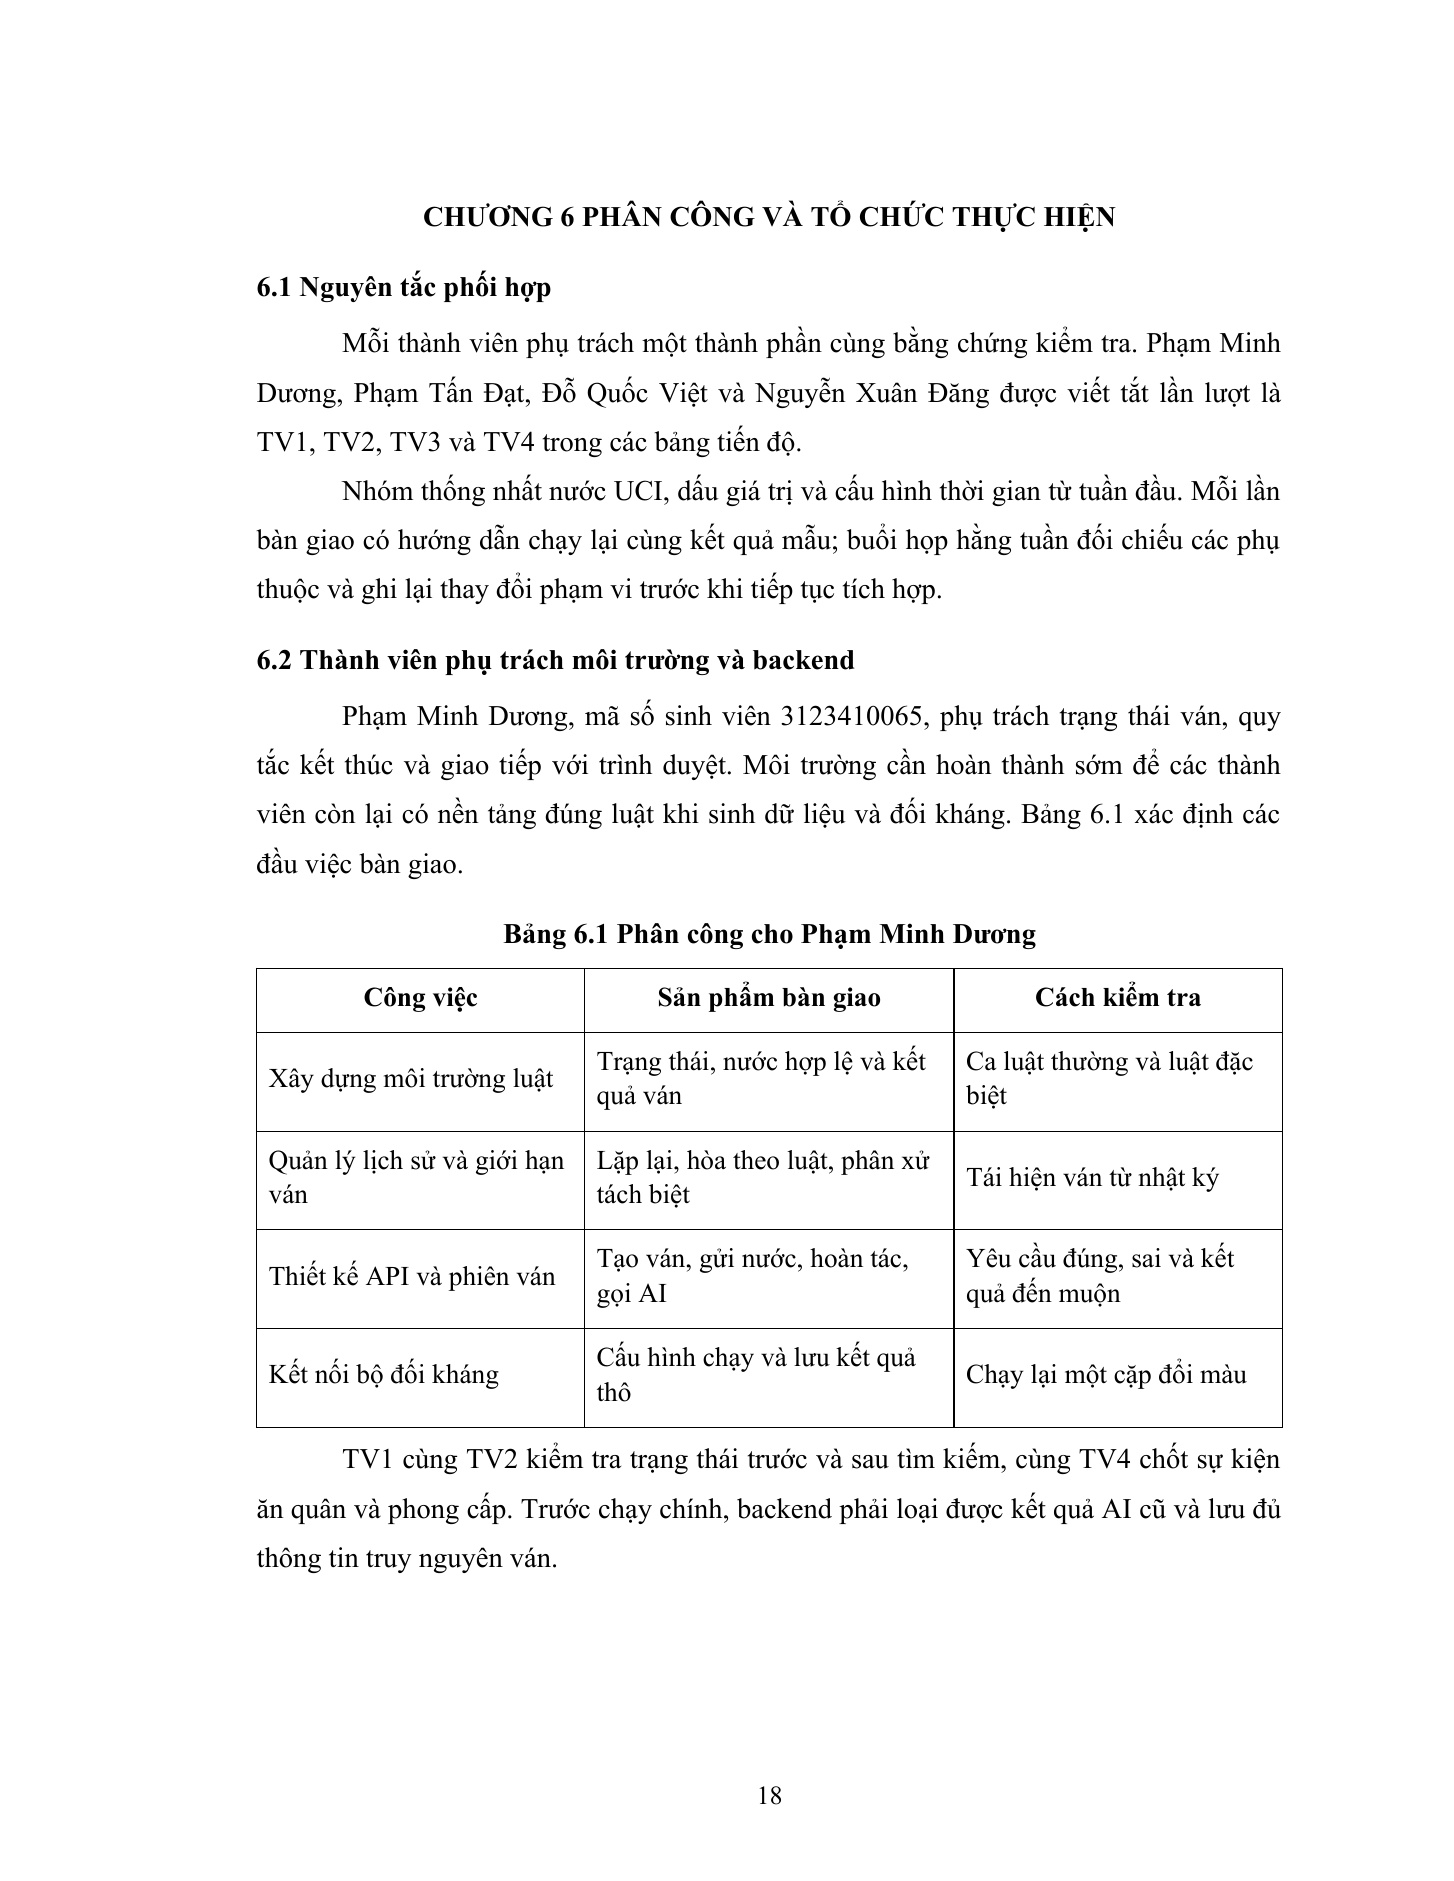 CHƯƠNG 6 PHÂN CÔNG VÀ TỔ CHỨC THỰC HIỆN
6.1 Nguyên tắc phối hợp
Mỗi thành viên phụ trách một thành phần cùng bằng chứng kiểm tra. Phạm Minh
Dương, Phạm Tấn Đạt, Đỗ Quốc Việt và Nguyễn Xuân Đăng được viết tắt lần lượt là
TV1, TV2, TV3 và TV4 trong các bảng tiến độ.
Nhóm thống nhất nước UCI, dấu giá trị và cấu hình thời gian từ tuần đầu. Mỗi lần
bàn giao có hướng dẫn chạy lại cùng kết quả mẫu; buổi họp hằng tuần đối chiếu các phụ
thuộc và ghi lại thay đổi phạm vi trước khi tiếp tục tích hợp.
6.2 Thành viên phụ trách môi trường và backend
Phạm Minh Dương, mã số sinh viên 3123410065, phụ trách trạng thái ván, quy
tắc kết thúc và giao tiếp với trình duyệt. Môi trường cần hoàn thành sớm để các thành
viên còn lại có nền tảng đúng luật khi sinh dữ liệu và đối kháng. Bảng 6.1 xác định các
đầu việc bàn giao.
Bảng 6.1 Phân công cho Phạm Minh Dương
Công việc
Sản phẩm bàn giao
Cách kiểm tra
Xây dựng môi trường luật
Trạng thái, nước hợp lệ và kết
quả ván
Ca luật thường và luật đặc
biệt
Quản lý lịch sử và giới hạn
ván
Lặp lại, hòa theo luật, phân xử
tách biệt
Tái hiện ván từ nhật ký
Thiết kế API và phiên ván
Tạo ván, gửi nước, hoàn tác,
gọi AI
Yêu cầu đúng, sai và kết
quả đến muộn
Kết nối bộ đối kháng
Cấu hình chạy và lưu kết quả
thô
Chạy lại một cặp đổi màu
TV1 cùng TV2 kiểm tra trạng thái trước và sau tìm kiếm, cùng TV4 chốt sự kiện
ăn quân và phong cấp. Trước chạy chính, backend phải loại được kết quả AI cũ và lưu đủ
thông tin truy nguyên ván.
18